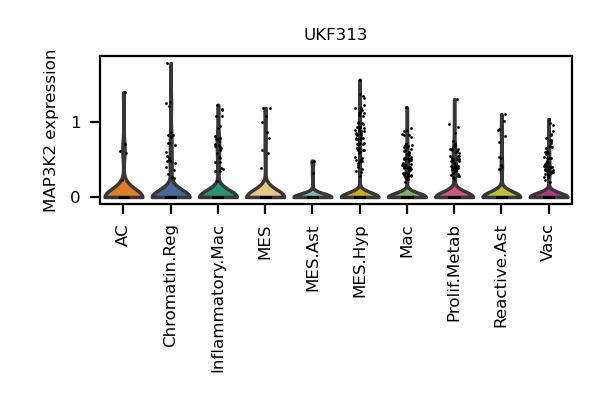 UKF313
MAP3K2 expression
1
0
AC
Chromatin.Reg
Inflammatory.Mac
MES
MES.Ast
MES.Hyp
Mac
Prolif.Metab
Reactive.Ast
Vasc